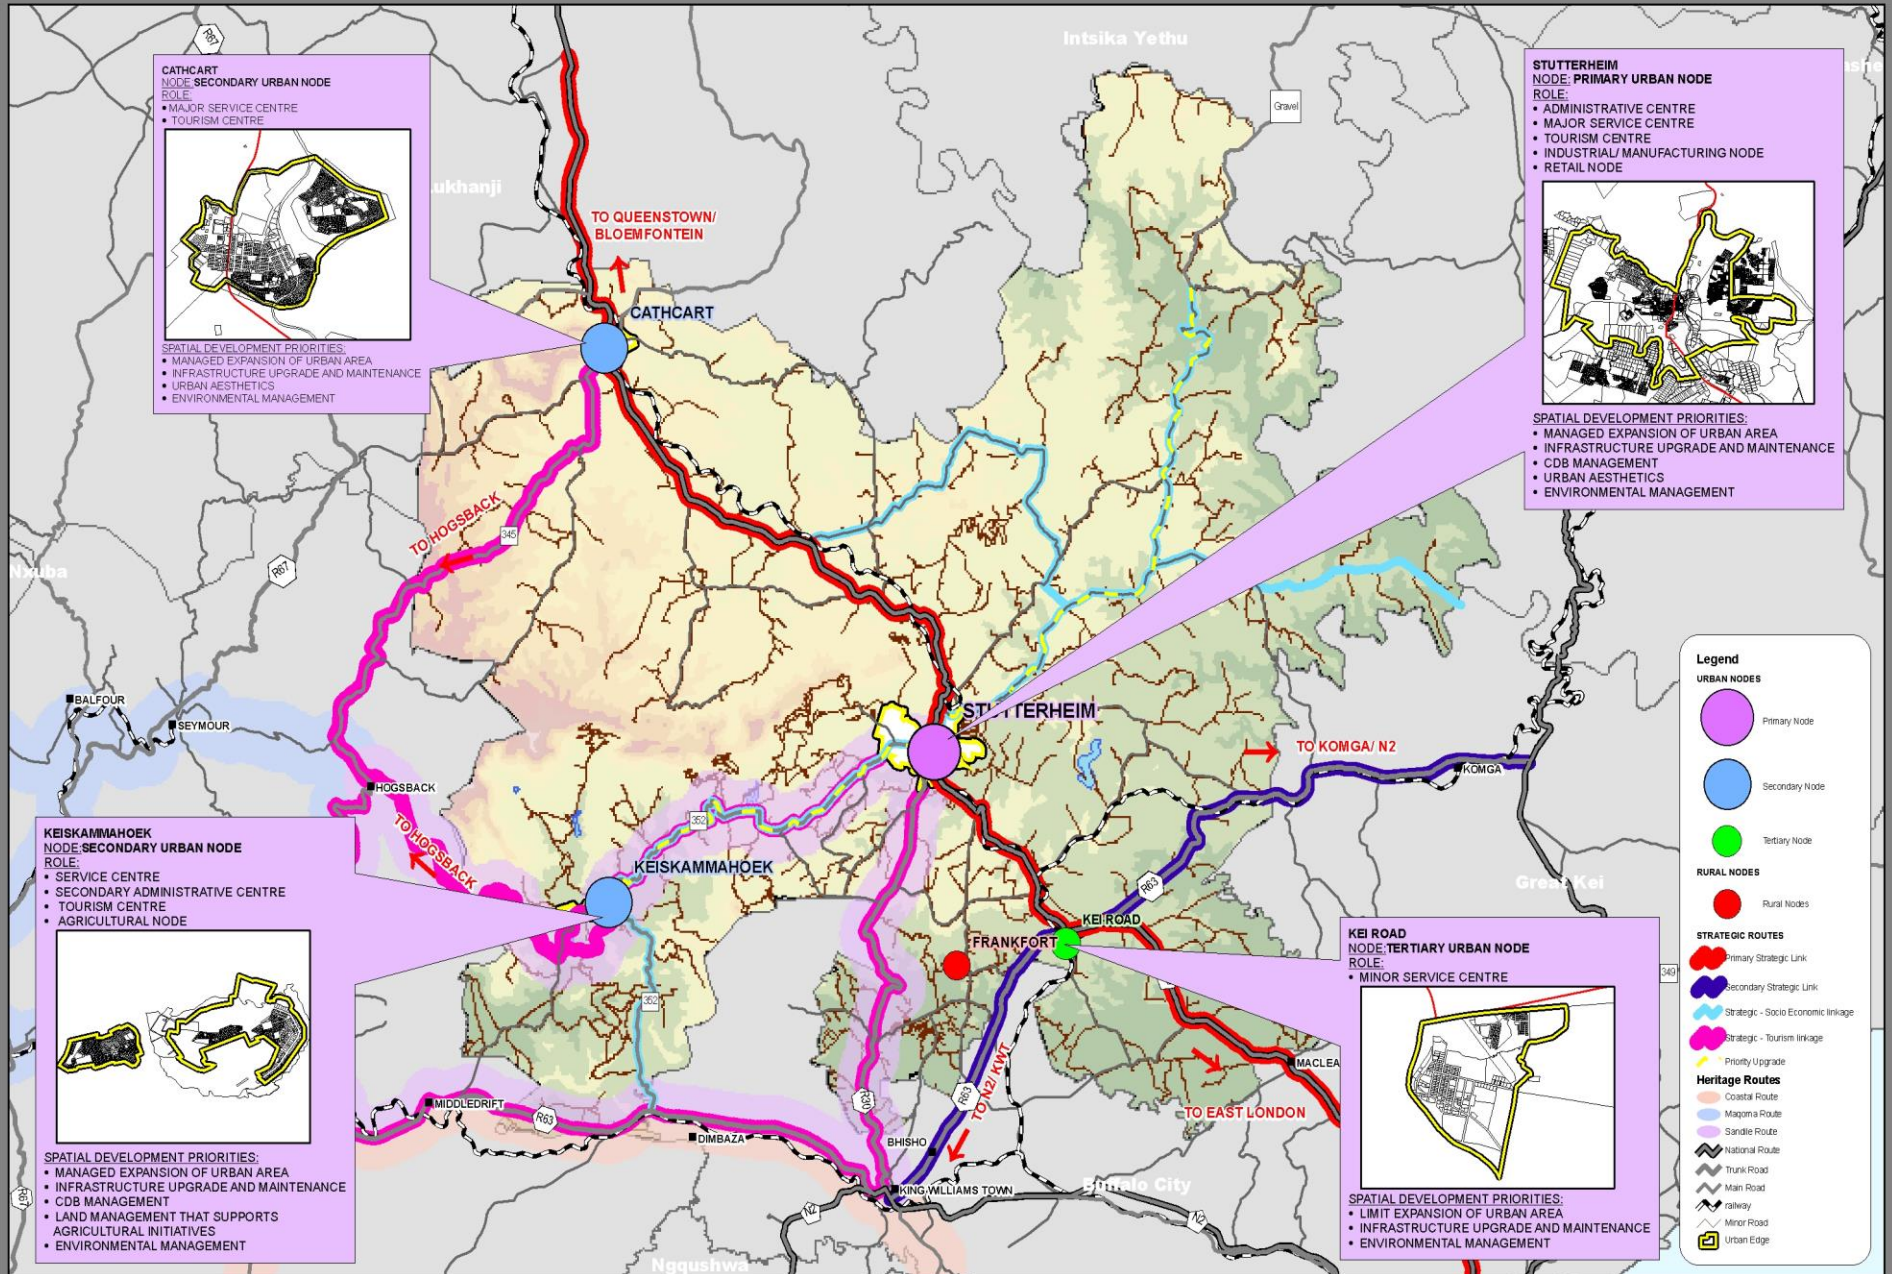 CATHCART
NODE: SECONDARY URBAN NODE
ROLE:
• MAJOR SERVICE CENTRE
• TOURISM CENTRE
SPATIAL DEVELOPMENT PRIORITIES:
• MANAGED EXPANSION OF URBAN AREA
• INFRASTRUCTURE UPGRADE AND MAINTENANCE
• URBAN AESTHETICS
• ENVIRONMENTAL MANAGEMENT
STUTTERHEIM
NODE: PRIMARY URBAN NODE
ROLE:
• ADMINISTRATIVE CENTRE
• MAJOR SERVICE CENTRE
• TOURISM CENTRE
• INDUSTRIAL/ MANUFACTURING NODE
• RETAIL NODE
SPATIAL DEVELOPMENT PRIORITIES:
• MANAGED EXPANSION OF URBAN AREA
• INFRASTRUCTURE UPGRADE AND MAINTENANCE
• CDB MANAGEMENT
• URBAN AESTHETICS
• ENVIRONMENTAL MANAGEMENT
KEISKAMMAHOEK
NODE: SECONDARY URBAN NODE
ROLE:
• SERVICE CENTRE
• SECONDARY ADMINISTRATIVE CENTRE
• TOURISM CENTRE
• AGRICULTURAL NODE
SPATIAL DEVELOPMENT PRIORITIES:
• MANAGED EXPANSION OF URBAN AREA
• INFRASTRUCTURE UPGRADE AND MAINTENANCE
• CDB MANAGEMENT
• LAND MANAGEMENT THAT SUPPORTS
AGRICULTURAL INITIATIVES
• ENVIRONMENTAL MANAGEMENT
KEI ROAD
NODE: TERTIARY URBAN NODE
ROLE:
• MINOR SERVICE CENTRE
SPATIAL DEVELOPMENT PRIORITIES:
• LIMIT EXPANSION OF URBAN AREA
• INFRASTRUCTURE UPGRADE AND MAINTENANCE
• ENVIRONMENTAL MANAGEMENT
R67
Intsika Yethu
Gravel
ukhanji
TO QUEENSTOWN/
BLOEMFONTEIN
CATHCART
TO HOGSBACK
345
Nxuba
R67
BALFOUR
SEYMOUR
HOGSBACK
TO HOGSBACK
STUTTERHEIM
TO KOMGA/ N2
KOMGA
352
KEISKAMMAHOEK
R63
Great Kei
KEI ROAD
FRANKFORT
349
352
MACLEA
TO N2/ KWT
R63
TO EAST LONDON
MIDDLEDRIFT
R63
DIMBAZA
BHISHO
KING WILLIAMS TOWN
Buffalo City
N2
N2
R67
Ngqushwa
Legend
URBAN NODES
Primary Node
Secondary Node
Tertiary Node
RURAL NODES
Rural Nodes
STRATEGIC ROUTES
Primary Strategic Link
Secondary Strategic Link
Strategic - Socio Economic linkage
Strategic - Tourism linkage
Priority Upgrade
Heritage Routes
Coastal Route
Maqoma Route
Sandile Route
National Route
Trunk Road
Main Road
railway
Minor Road
Urban Edge